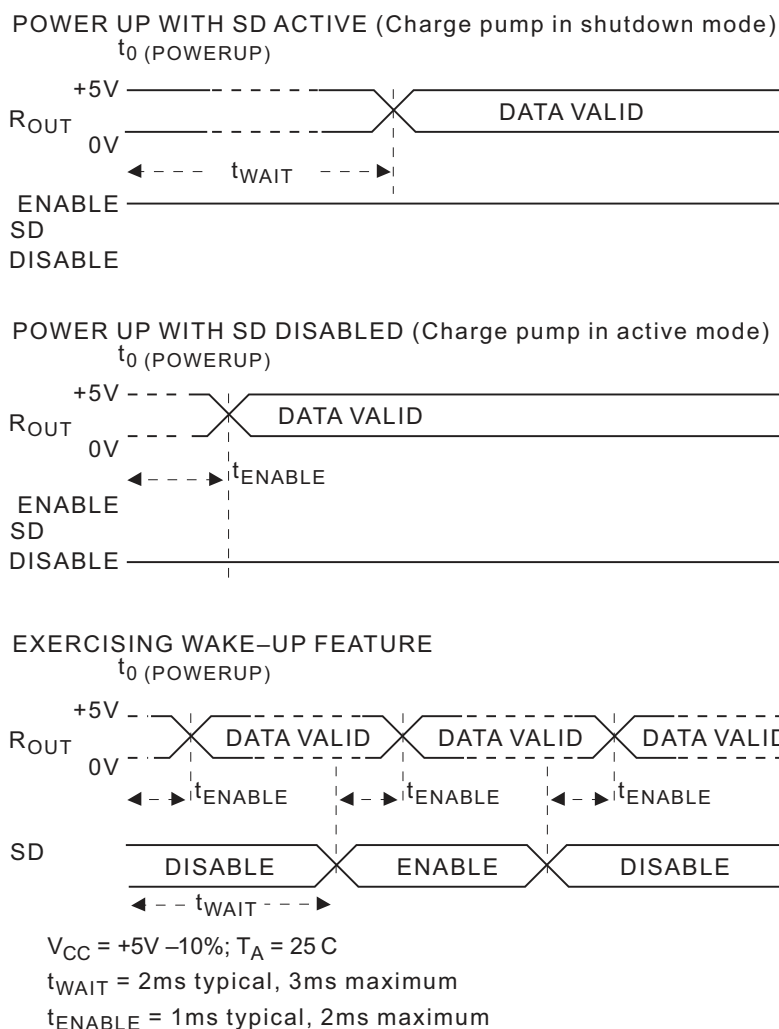 POWER UP WITH SD ACTIVE (Charge pump in shutdown mode)
t0 (POWERUP)
+5V
ROUT
DATA VALID
0V
tWAIT
ENABLE
SD
DISABLE
POWER UP WITH SD DISABLED (Charge pump in active mode)
t0 (POWERUP)
+5V
ROUT
DATA VALID
0V
tENABLE
ENABLE
SD
DISABLE
EXERCISING WAKE–UP FEATURE
t0 (POWERUP)
+5V
ROUT
DATA VALID DATA VALID DATA VALID
0V
tENABLE tENABLE tENABLE
SD
DISABLE ENABLE DISABLE
tWAIT
VCC = +5V –10%; TA = 25 C
tWAIT = 2ms typical, 3ms maximum
tENABLE = 1ms typical, 2ms maximum